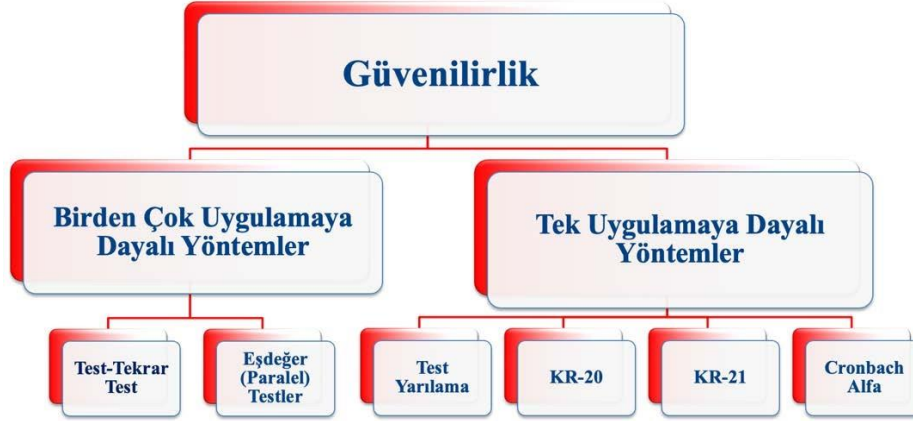 Güvenilirlik
Birden Çok Uygulamaya
Dayalı Yöntemler
Tek Uygulamaya Dayalı
Yöntemler
Test-Tekrar
Test
Eşdeğer
(Paralel)
Testler
Test
Yarılama
KR-20
KR-21
Cronbach
Alfa